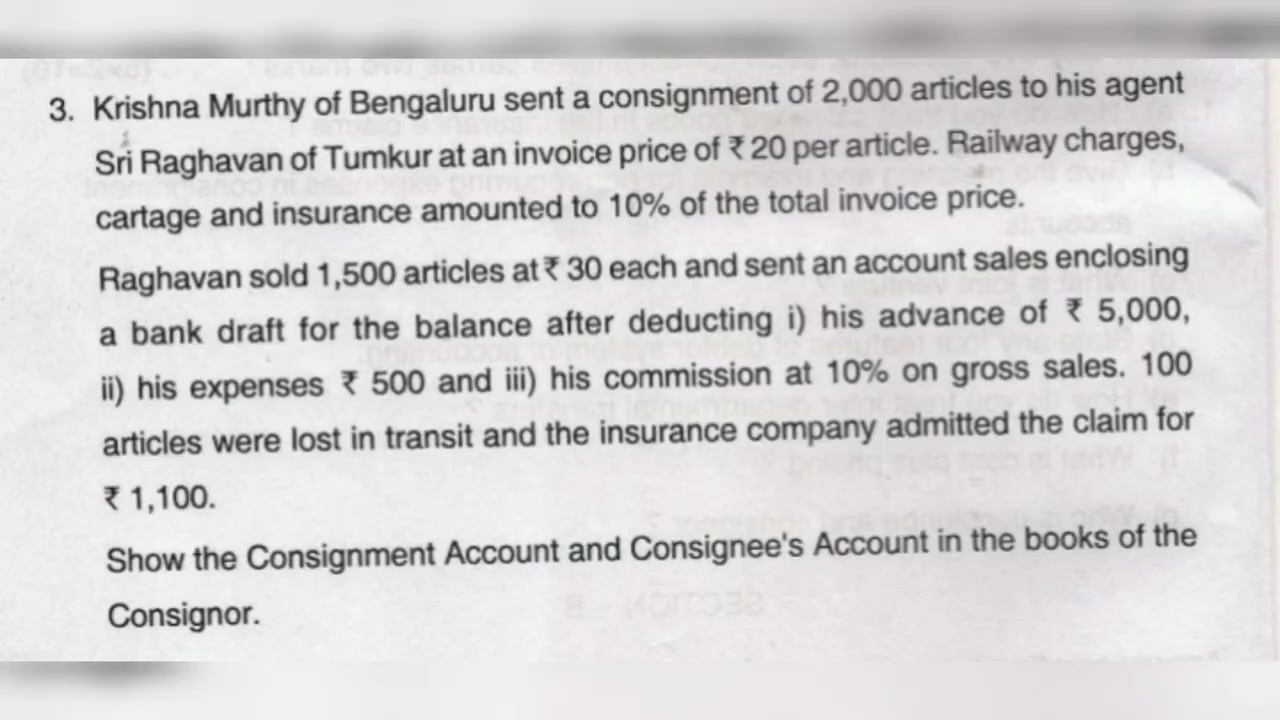 3. Krishna Murthy of Bengaluru sent a consignment of 2,000 articles to his agent
Sri Raghavan of Tumkur at an invoice price of ₹ 20 per article. Railway charges,
cartage and insurance amounted to 10% of the total invoice price.
Raghavan sold 1,500 articles at ₹ 30 each and sent an account sales enclosing
a bank draft for the balance after deducting i) his advance of ₹ 5,000,
ii) his expenses ₹ 500 and iii) his commission at 10% on gross sales. 100
articles were lost in transit and the insurance company admitted the claim for
₹ 1,100.
Show the Consignment Account and Consignee's Account in the books of the
Consignor.